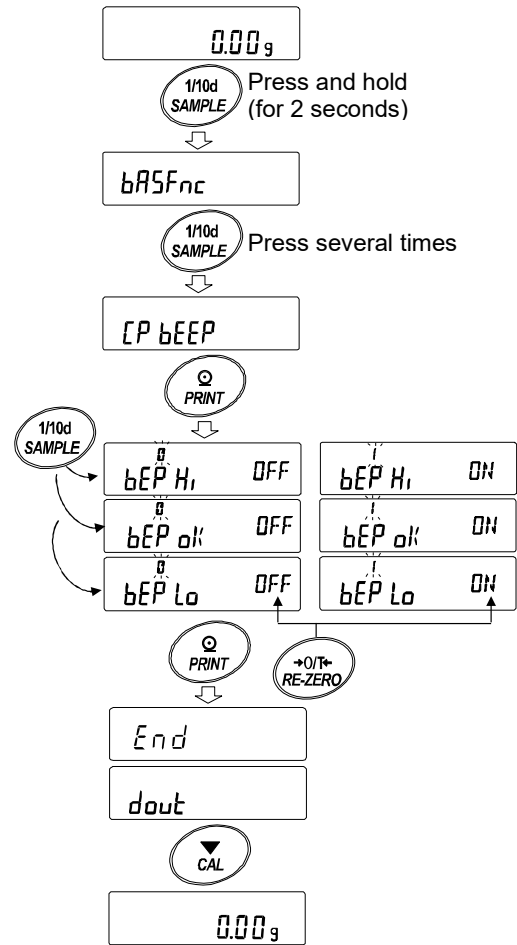 0.00 g
1/10d
SAMPLE
Press and hold
(for 2 seconds)
bASFnc
1/10d
SAMPLE
Press several times
CP bEEP
PRINT
1/10d
SAMPLE
0
bEP Hi OFF
1
bEP Hi ON
0
bEP ok OFF
1
bEP ok ON
0
bEP Lo OFF
1
bEP Lo ON
PRINT
→0/T←
RE-ZERO
End
dout
CAL
0.00 g